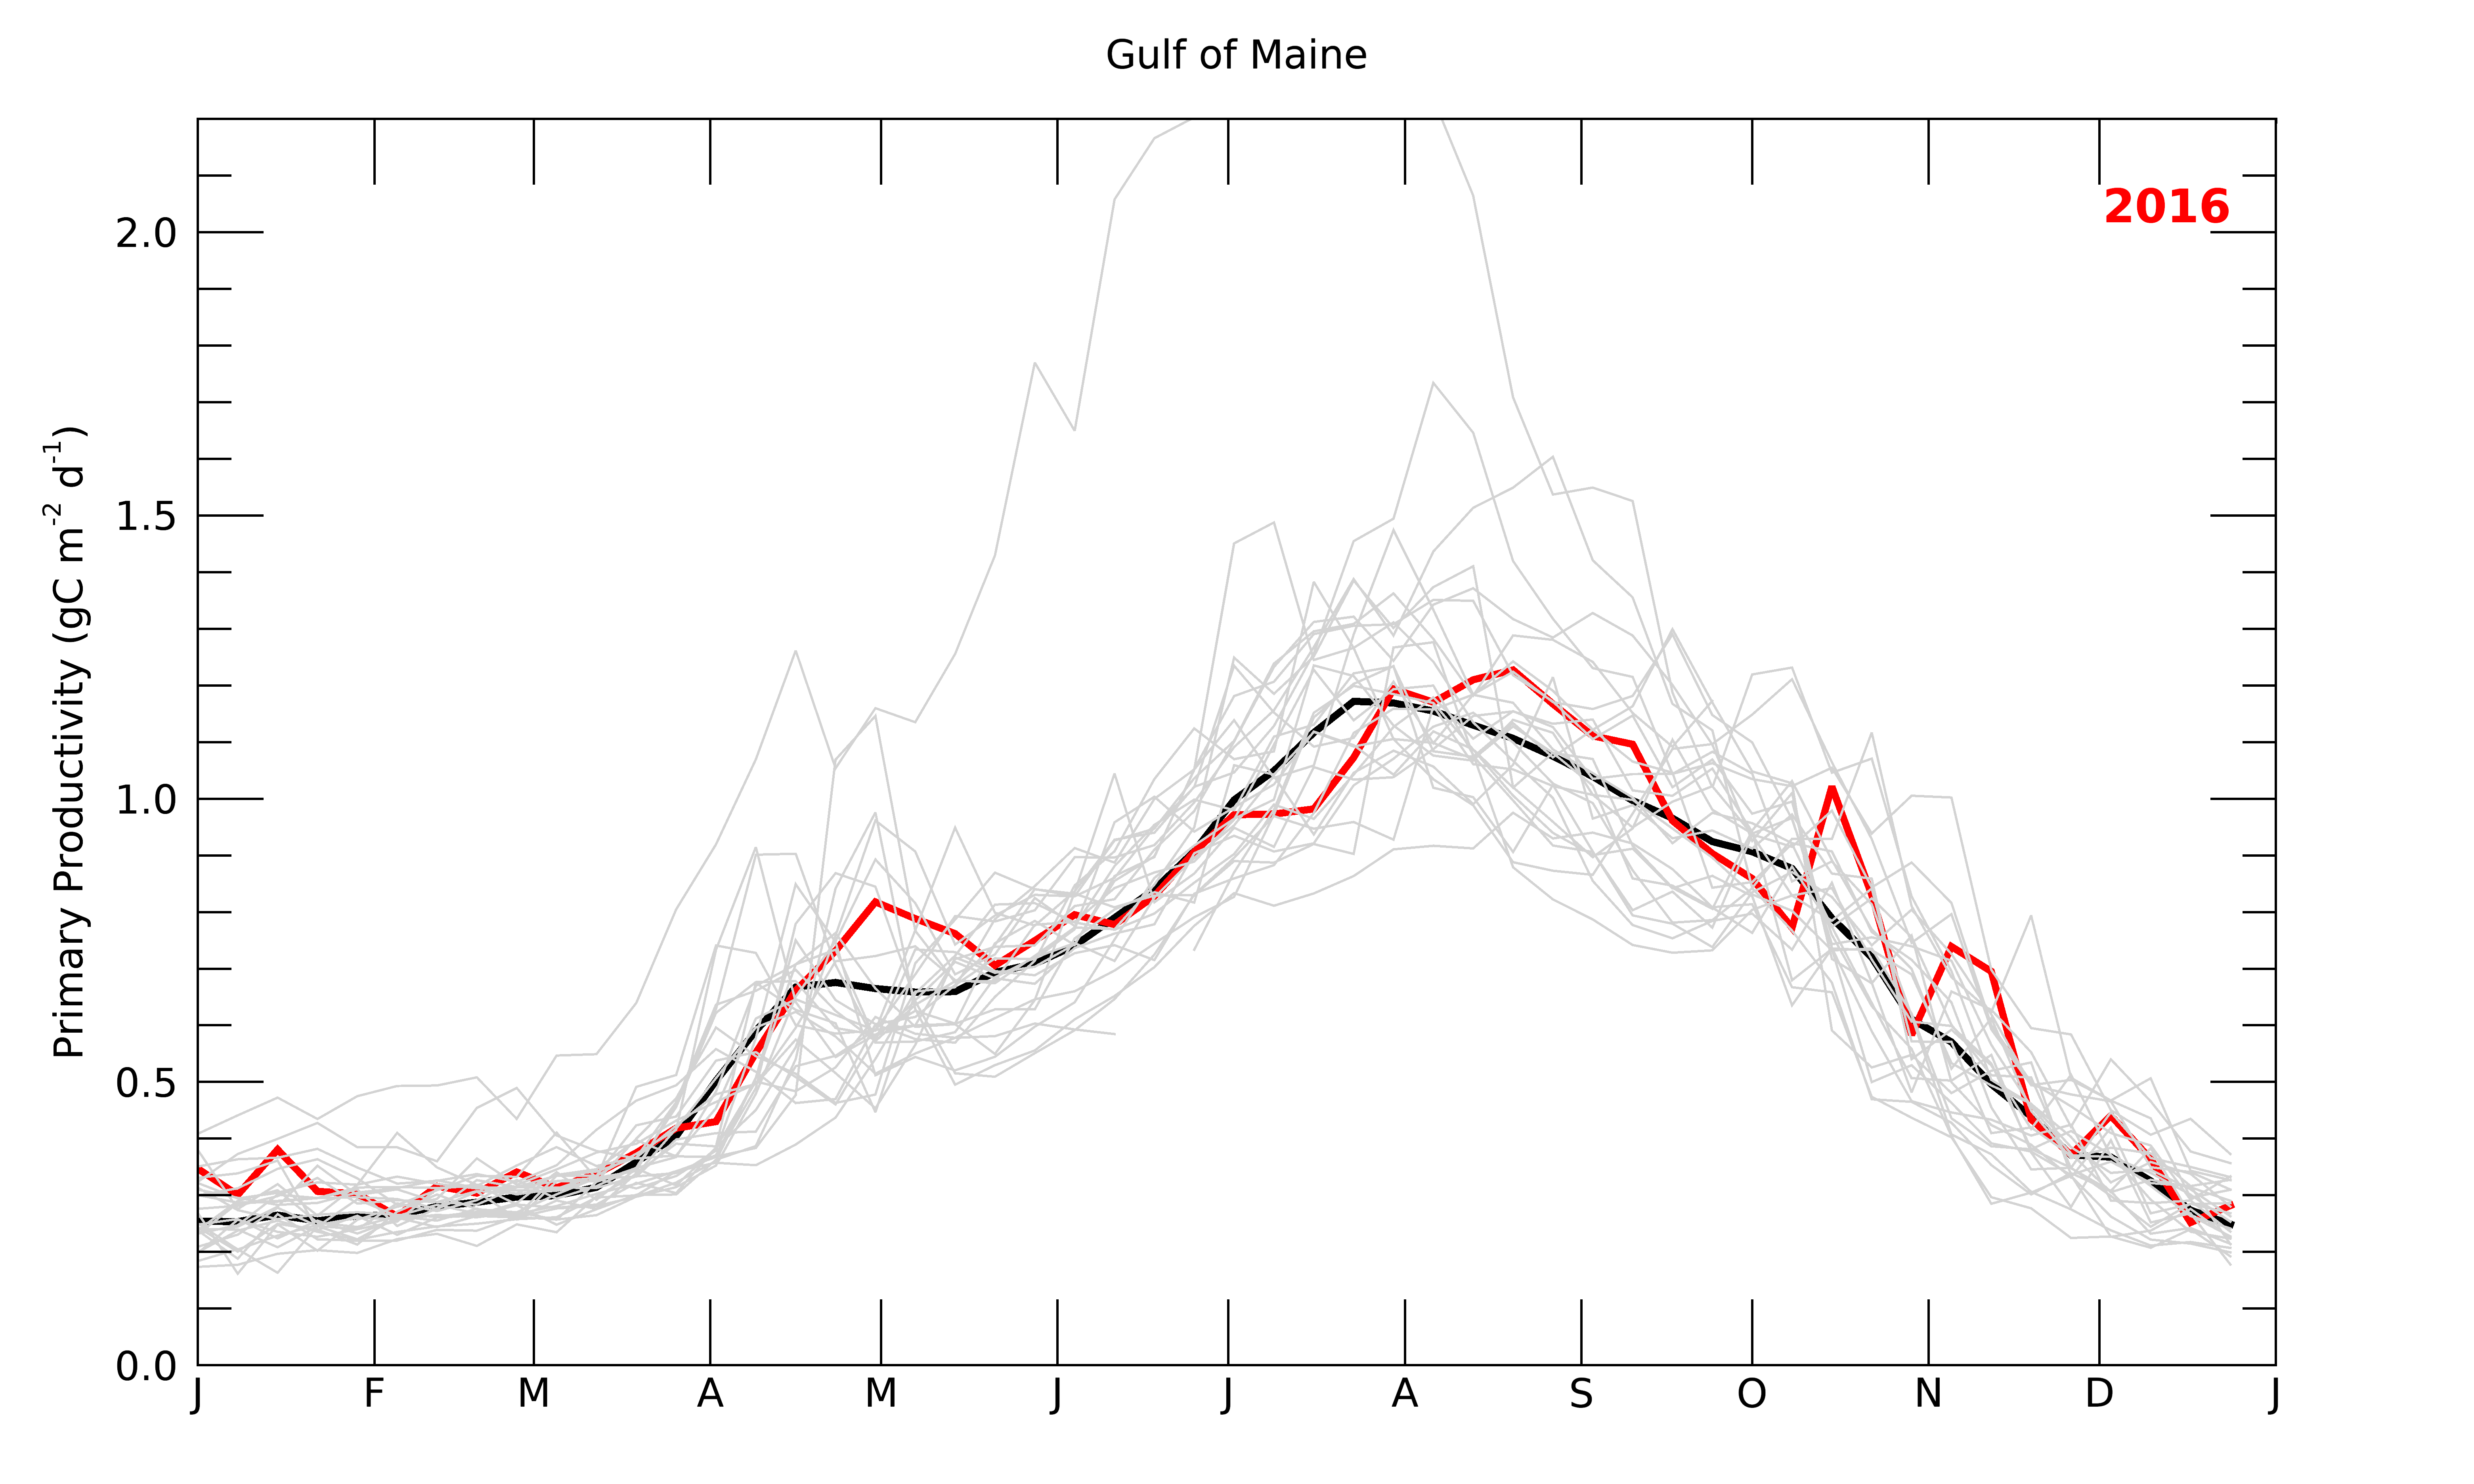 Gulf of Maine
2016
Primary Productivity (gC m-2 d-1)
2.0
1.5
1.0
0.5
0.0
J F M A M J J A S O N D J